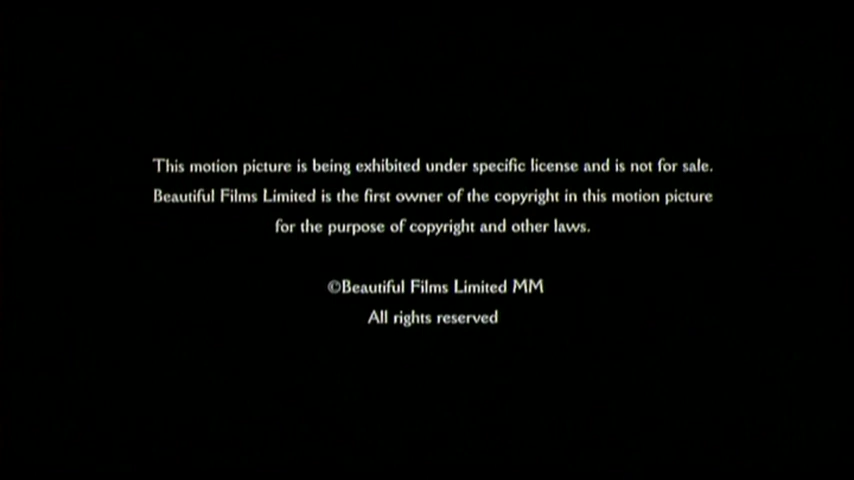 This motion picture is being exhibited under specific license and is not for sale.
Beautiful Films Limited is the first owner of the copyright in this motion picture
for the purpose of copyright and other laws.
©Beautiful Films Limited MM
All rights reserved